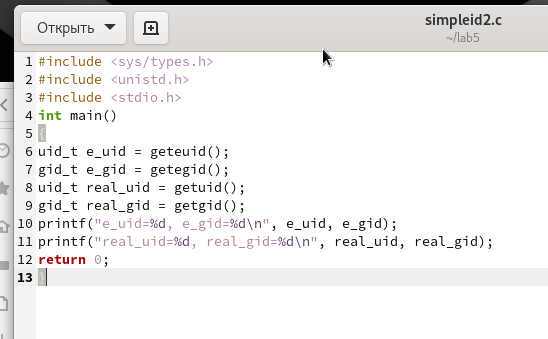 Открыть
simpleid2.c
~/lab5
1 #include <sys/types.h>
2 #include <unistd.h>
3 #include <stdio.h>
4 int main()
5 {
6 uid_t e_uid = geteuid();
7 gid_t e_gid = getegid();
8 uid_t real_uid = getuid();
9 gid_t real_gid = getgid();
10 printf("e_uid=%d, e_gid=%d\n", e_uid, e_gid);
11 printf("real_uid=%d, real_gid=%d\n", real_uid, real_gid);
12 return 0;
13 }